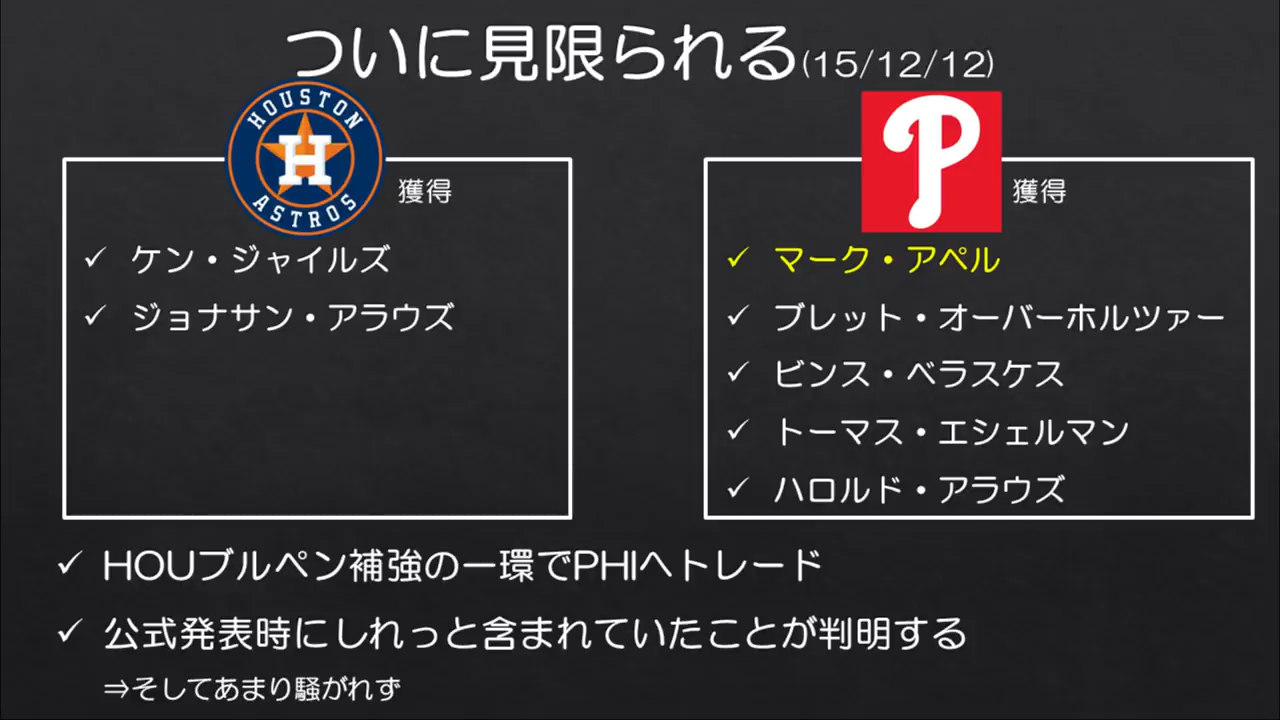 ついに見限られる(15/12/12)
HOUSTON
H
ASTROS
獲得
✓ ケン・ジャイルズ
✓ ジョナサン・アラウズ
P
獲得
✓ マーク・アペル
✓ ブレット・オーバーホルツァー
✓ ビンス・ベラスケス
✓ トーマス・エシェルマン
✓ ハロルド・アラウズ
✓ HOUブルペン補強の一環でPHIへトレード
✓ 公式発表時にしれっと含まれていたことが判明する
⇒そしてあまり騒がれず